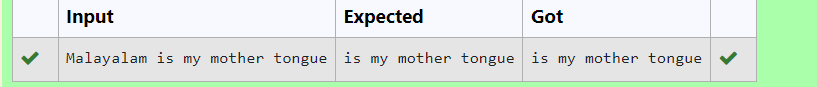 Input Expected Got
Malayalam is my mother tongue is my mother tongue is my mother tongue